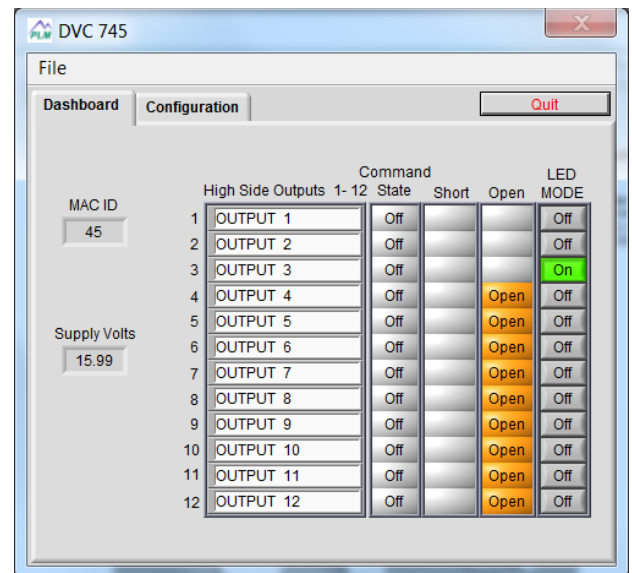 PLM DVC 745 X
File
Dashboard Configuration Quit
MAC ID
45
Supply Volts
15.99
High Side Outputs 1- 12 Command State Short Open LED MODE
1 OUTPUT 1 Off Off
2 OUTPUT 2 Off Off
3 OUTPUT 3 Off On
4 OUTPUT 4 Off Open Off
5 OUTPUT 5 Off Open Off
6 OUTPUT 6 Off Open Off
7 OUTPUT 7 Off Open Off
8 OUTPUT 8 Off Open Off
9 OUTPUT 9 Off Open Off
10 OUTPUT 10 Off Open Off
11 OUTPUT 11 Off Open Off
12 OUTPUT 12 Off Open Off